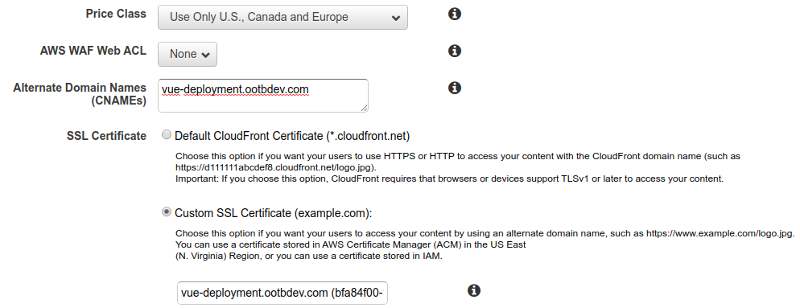 Price Class Use Only U.S., Canada and Europe
AWS WAF Web ACL None
Alternate Domain Names vue-deployment.ootbdev.com
(CNAMEs)
SSL Certificate Default CloudFront Certificate (*.cloudfront.net)
Choose this option if you want your users to use HTTPS or HTTP to access your content with the CloudFront domain name (such as
https://d111111abcdef8.cloudfront.net/logo.jpg).
Important: If you choose this option, CloudFront requires that browsers or devices support TLSv1 or later to access your content.
Custom SSL Certificate (example.com):
Choose this option if you want your users to access your content by using an alternate domain name, such as https://www.example.com/logo.jpg.
You can use a certificate stored in AWS Certificate Manager (ACM) in the US East
(N. Virginia) Region, or you can use a certificate stored in IAM.
vue-deployment.ootbdev.com (bfa84f00-